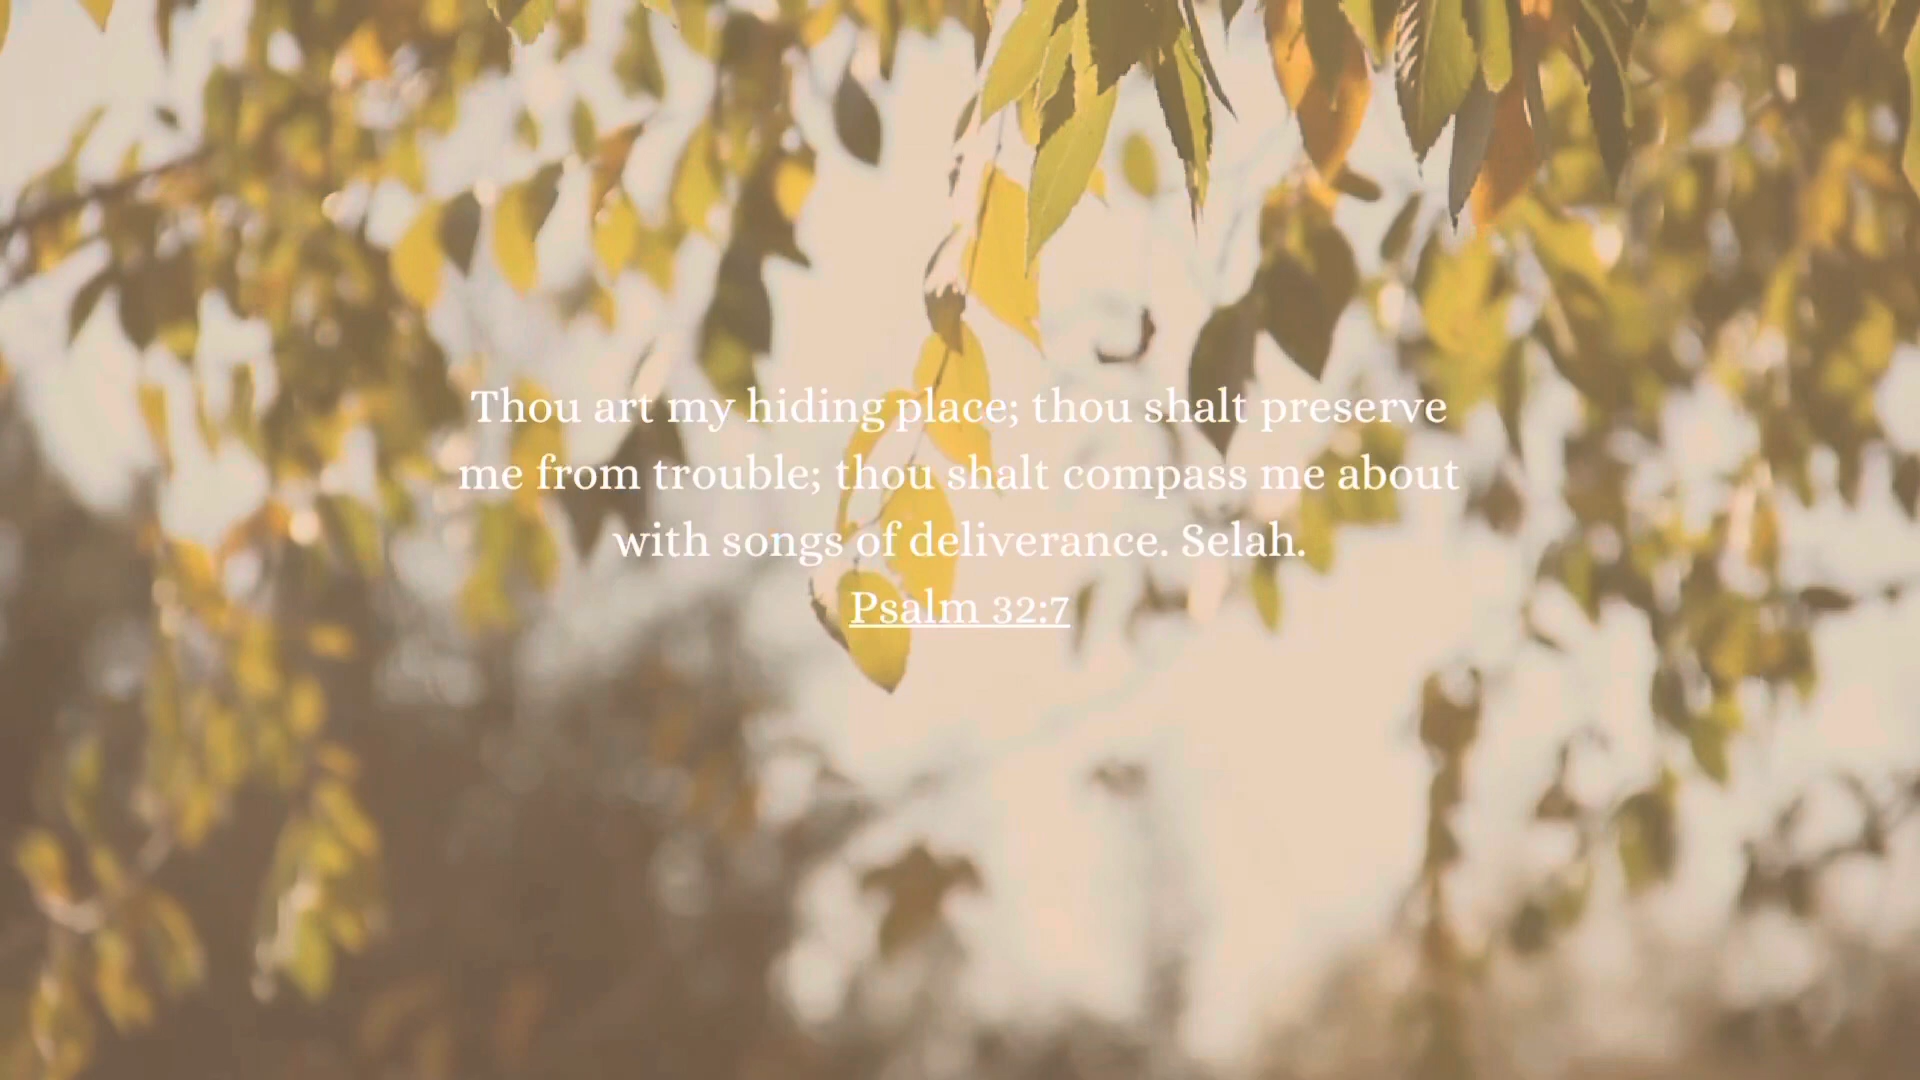 Thou art my hiding place; thou shalt preserve
me from trouble; thou shalt compass me about
with songs of deliverance. Selah.
Psalm 32:7